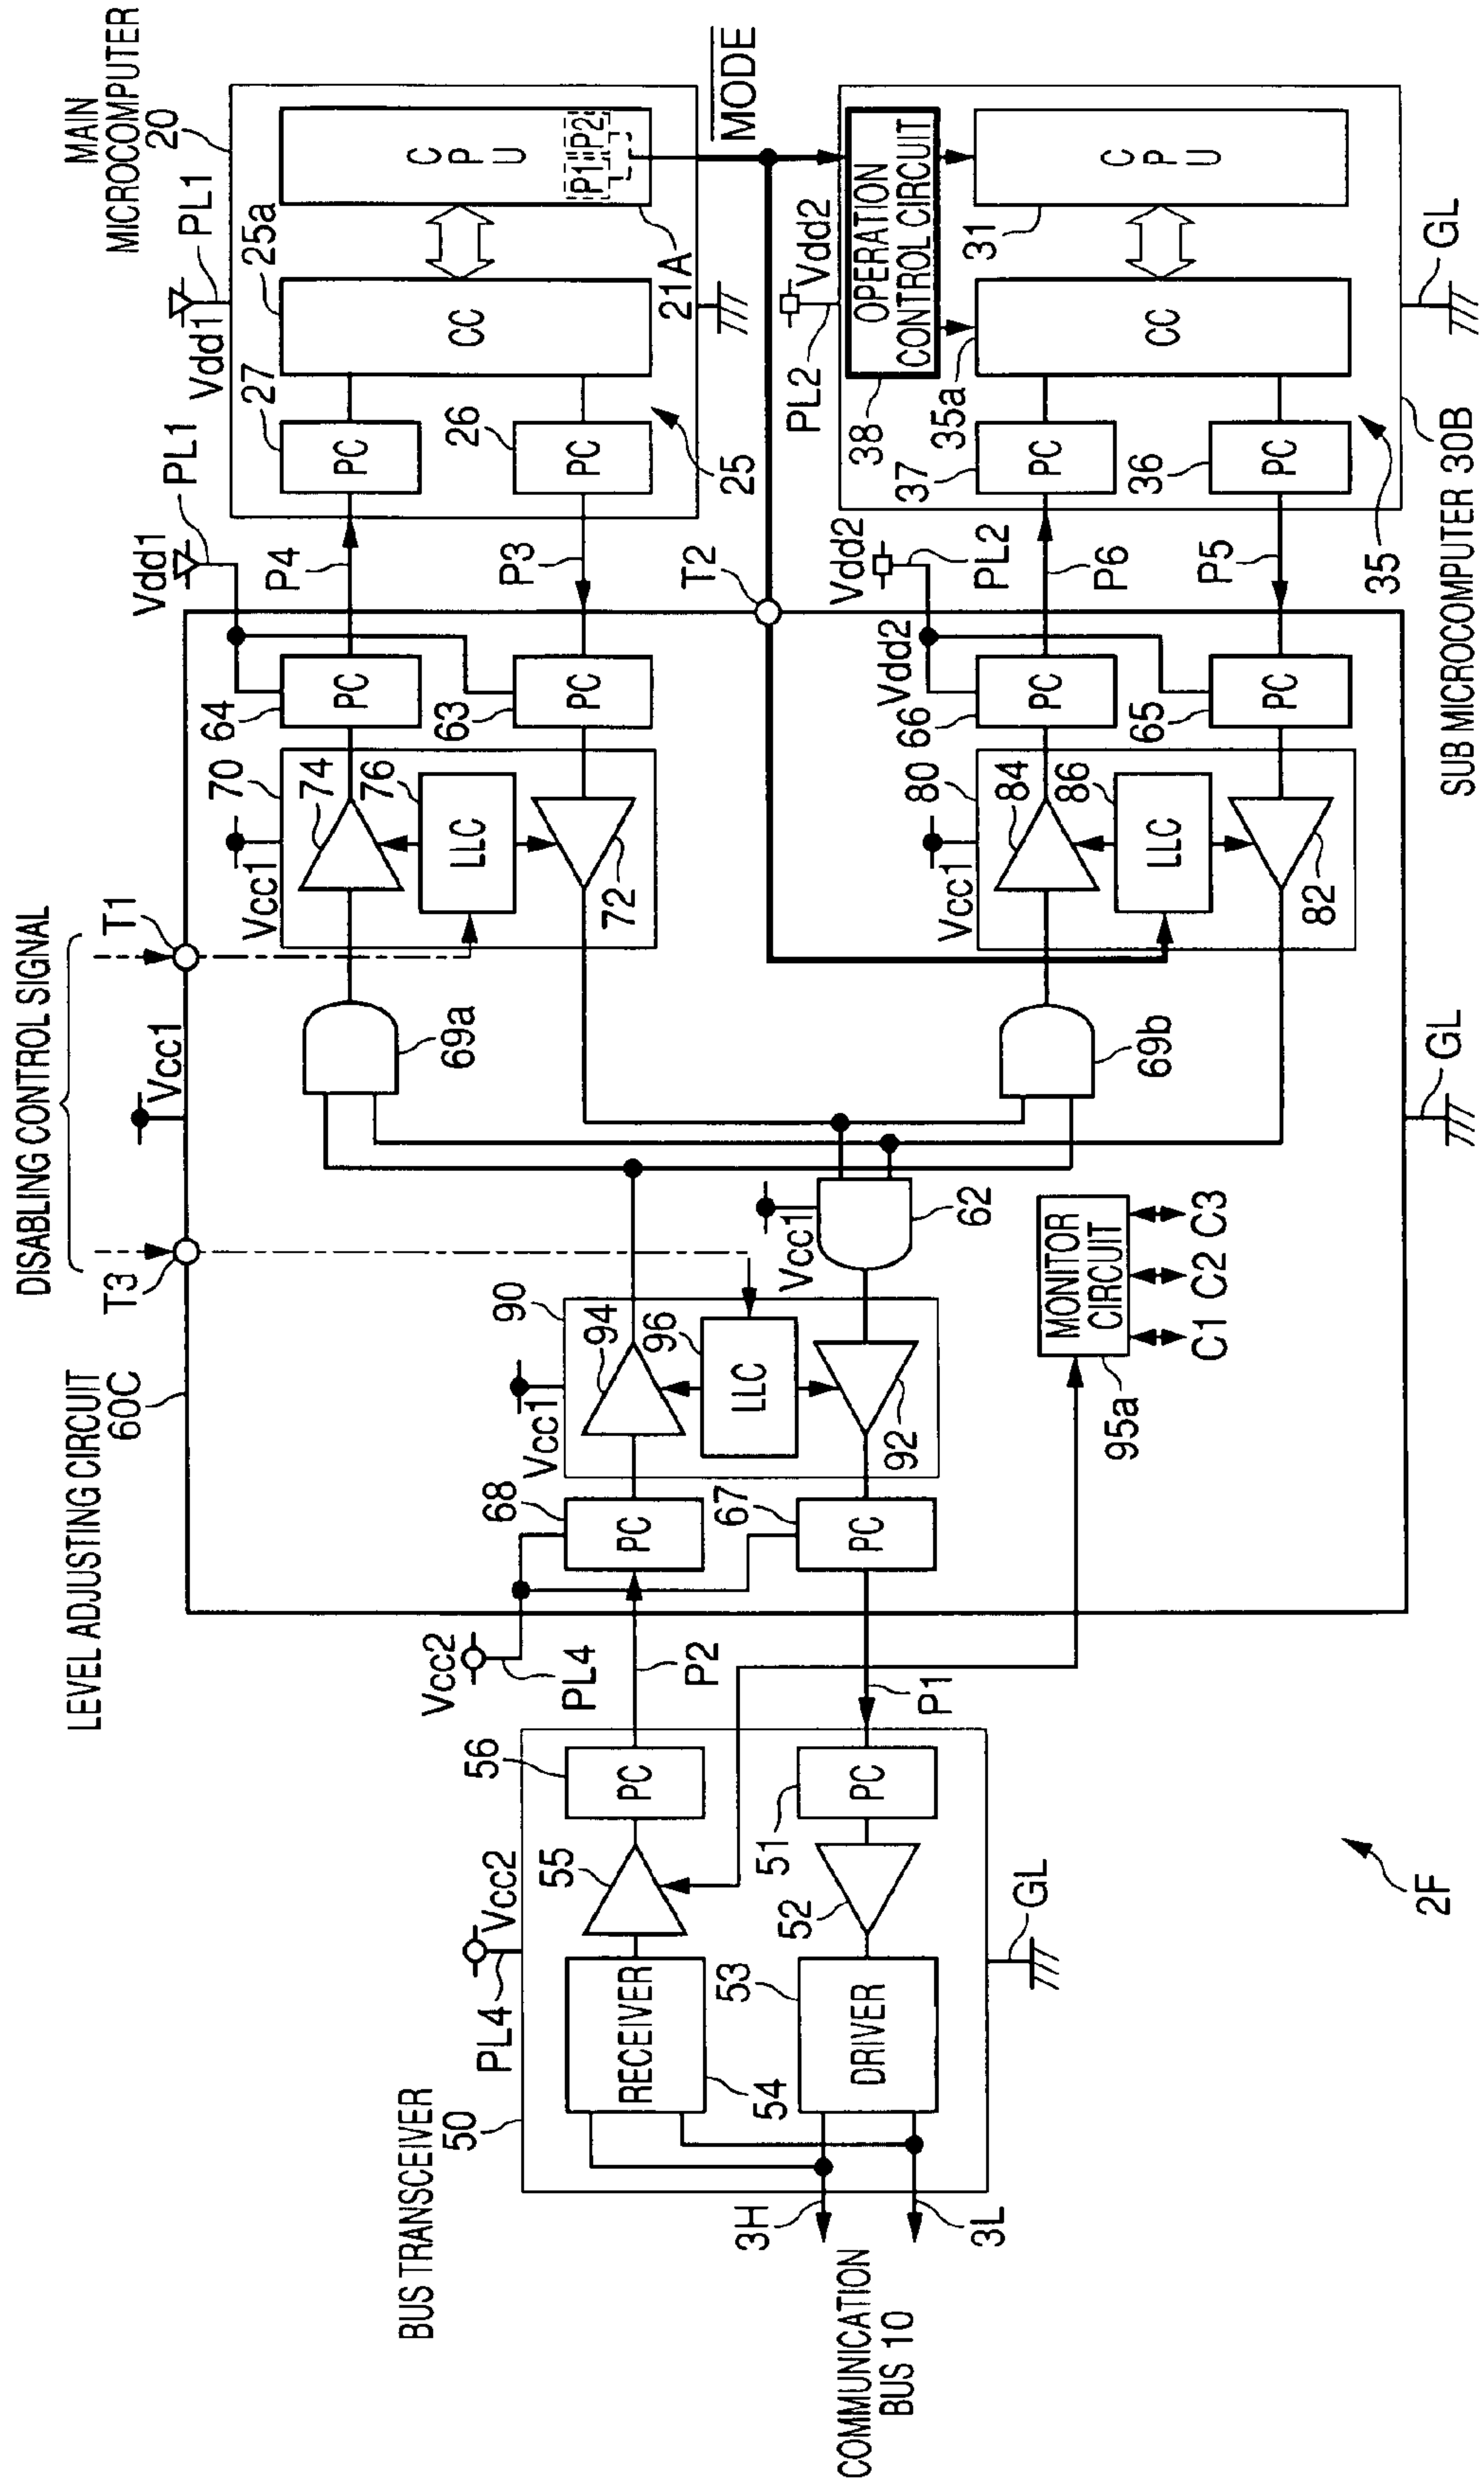 LEVEL ADJUSTING CIRCUIT
60C
DISABLING CONTROL SIGNAL
T3
T1
Vcc1
MAIN
MICROCOMPUTER
20
Vdd1
PL1
Vdd1
PL1
BUS TRANSCEIVER
50
PL4
Vcc2
Vcc2
PL4
RECEIVER
54
55
56
PC
P2
68
PC
Vcc1
90
94
96
LLC
92
69a
Vcc1
70
74
76
LLC
72
64
PC
63
PC
P4
P3
27
PC
26
PC
25
25a
CC
CPU
P1
P2
21A
MODE
T2
3H
3L
COMMUNICATION
BUS 10
DRIVER
53
52
51
PC
P1
67
PC
Vcc1
62
MONITOR
CIRCUIT
95a
C1
C2
C3
69b
Vcc1
80
84
86
LLC
82
Vdd2
66
PC
65
PC
Vdd2
PL2
P6
P5
PL2
Vdd2
OPERATION
CONTROL CIRCUIT
38
37
PC
36
PC
35
35a
CC
31
CPU
GL
GL
GL
SUB MICROCOMPUTER 30B
2F